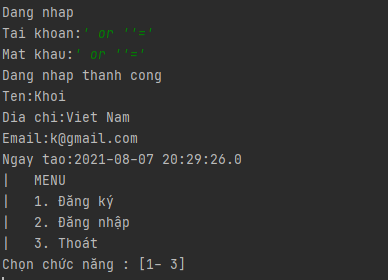 Dang nhap
Tai khoan:' or ''='
Mat khau:' or ''='
Dang nhap thanh cong
Ten:Khoi
Dia chi:Viet Nam
Email:k@gmail.com
Ngay tao:2021-08-07 20:29:26.0
|   MENU
|   1. Đăng ký
|   2. Đăng nhập
|   3. Thoát
Chọn chức năng : [1- 3]